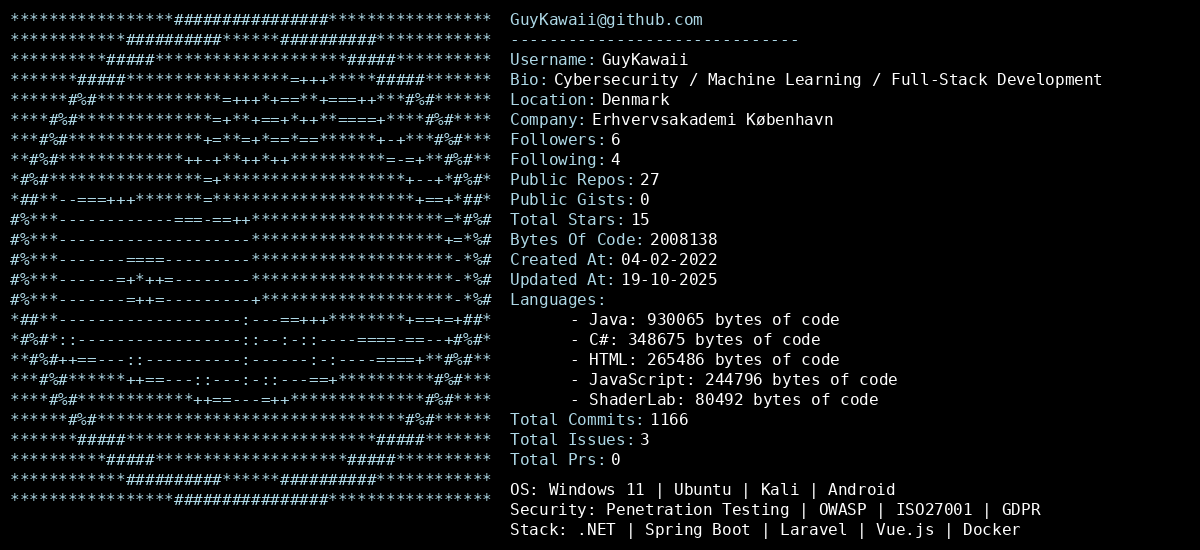 GuyKawaii@github.com
------------------------------
Username: GuyKawaii
Bio: Cybersecurity / Machine Learning / Full-Stack Development
Location: Denmark
Company: Erhvervsakademi København
Followers: 6
Following: 4
Public Repos: 27
Public Gists: 0
Total Stars: 15
Bytes Of Code: 2008138
Created At: 04-02-2022
Updated At: 19-10-2025
Languages:
- Java: 930065 bytes of code
- C#: 348675 bytes of code
- HTML: 265486 bytes of code
- JavaScript: 244796 bytes of code
- ShaderLab: 80492 bytes of code
Total Commits: 1166
Total Issues: 3
Total Prs: 0
OS: Windows 11 | Ubuntu | Kali | Android
Security: Penetration Testing | OWASP | ISO27001 | GDPR
Stack: .NET | Spring Boot | Laravel | Vue.js | Docker